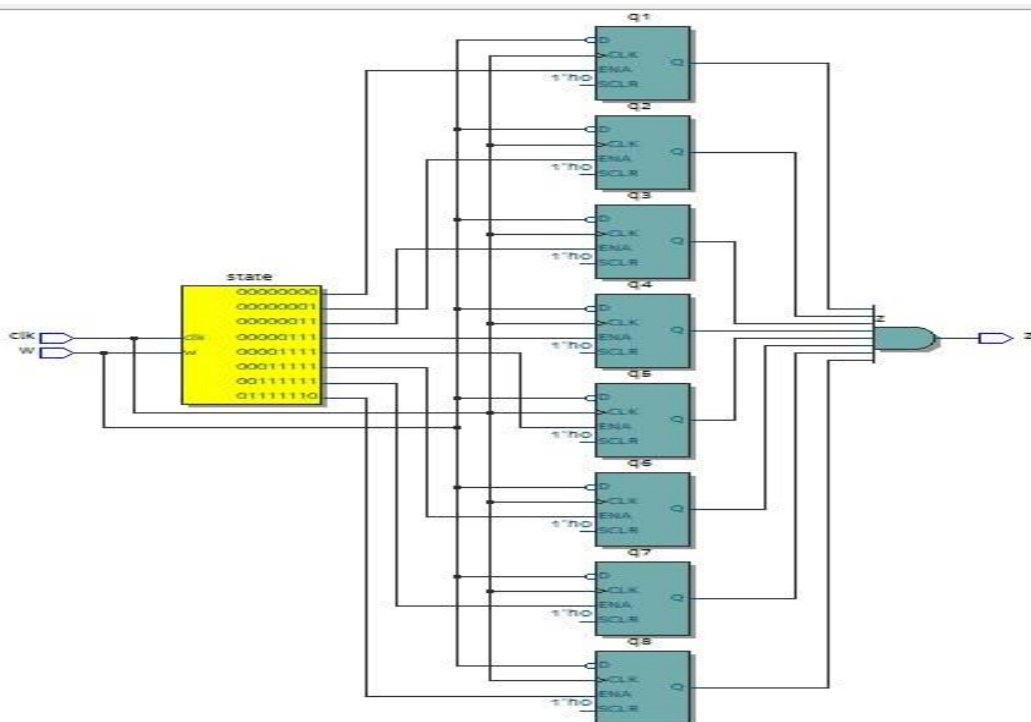 state
clk
w
clk
w
00000000
00000001
00000011
00000111
00001111
00011111
00111111
01111110
q1
D
CLK
ENA
1'h0
SCLR
Q
q2
D
CLK
ENA
1'h0
SCLR
Q
q3
D
CLK
ENA
1'h0
SCLR
Q
q4
D
CLK
ENA
1'h0
SCLR
Q
q5
D
CLK
ENA
1'h0
SCLR
Q
q6
D
CLK
ENA
1'h0
SCLR
Q
q7
D
CLK
ENA
1'h0
SCLR
Q
q8
D
CLK
ENA
1'h0
SCLR
Q
z
z